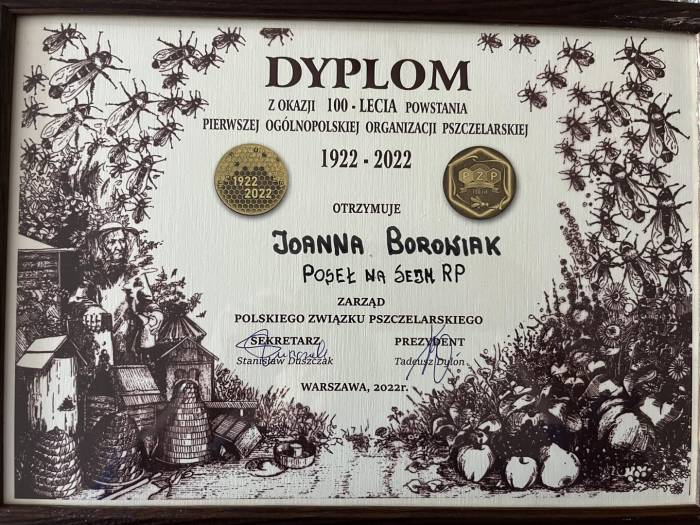 DYPLOM
Z OKAZJI 100 - LECIA POWSTANIA
PIERWSZEJ OGÓLNOPOLSKIEJ ORGANIZACJI PSZCZELARSKIEJ
1922 - 2022
1922
2022
PZP
OTRZYMUJE
JOANNA BOROWIAK
POSEŁ NA SEJM RP
ZARZĄD
POLSKIEGO ZWIĄZKU PSZCZELARSKIEGO
SEKRETARZ PREZYDENT
Stanisław Duszczak Tadeusz Dylon
WARSZAWA, 2022r.